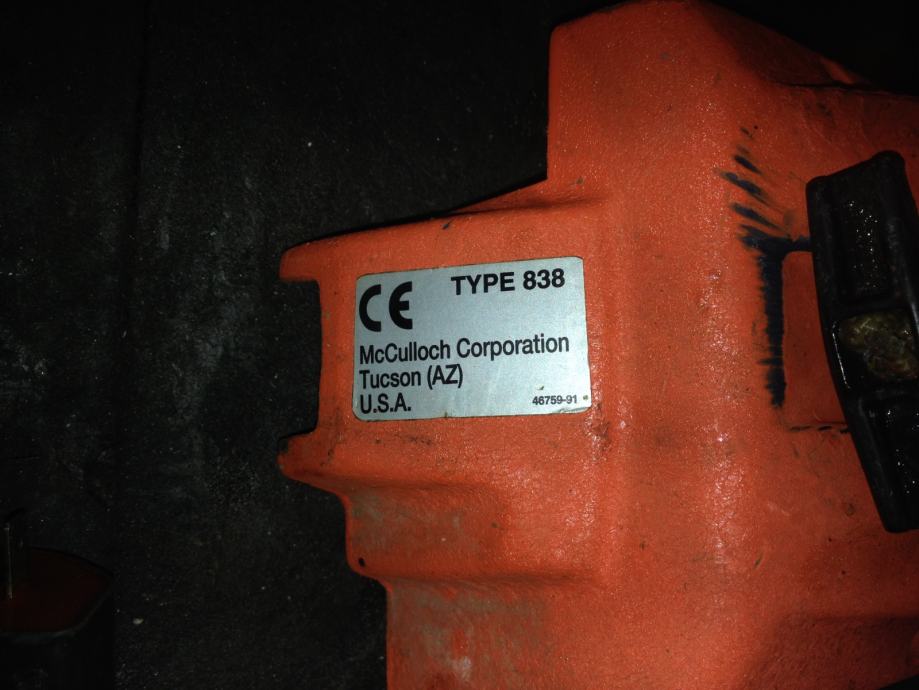 CE TYPE 838
McCulloch Corporation
Tucson (AZ)
U.S.A. 46759-91